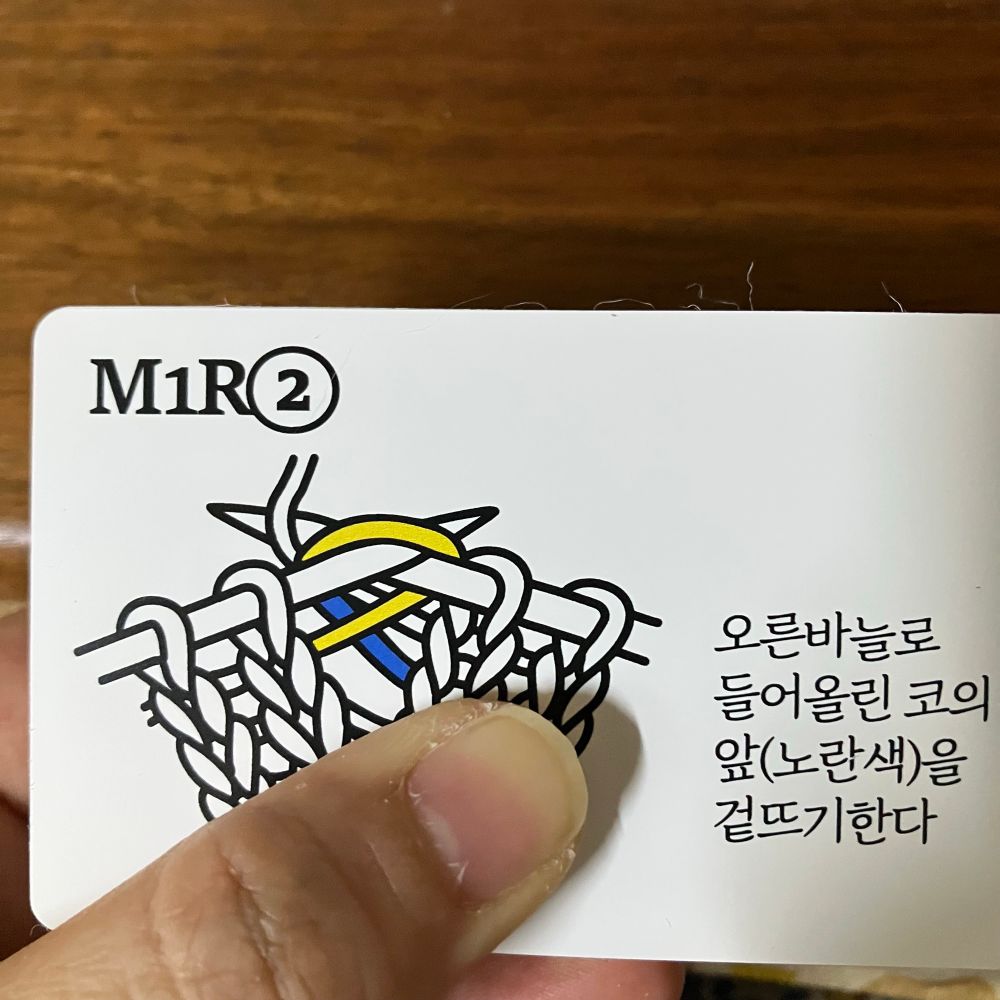 M1R②
오른바늘로
들어올린 코의
앞(노란색)을
겉뜨기한다